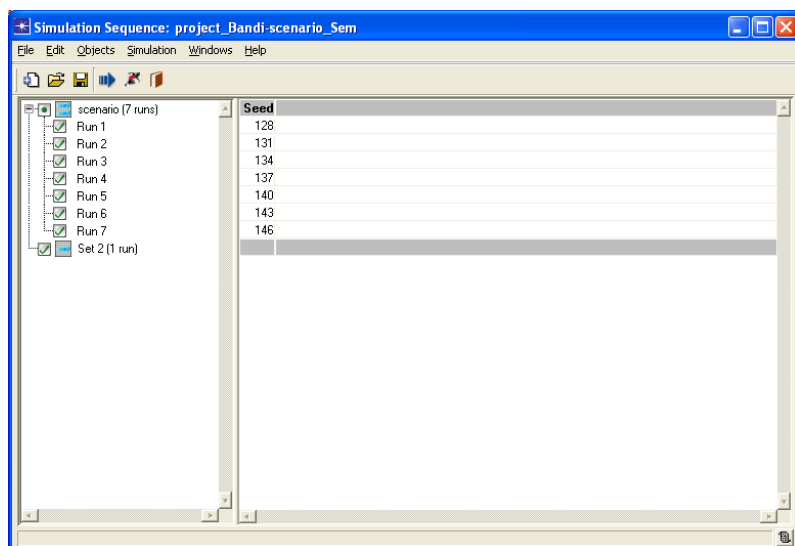 Simulation Sequence: project_Bandi-scenario_Sem
File Edit Objects Simulation Windows Help
scenario (7 runs) Seed
Run 1 128
Run 2 131
Run 3 134
Run 4 137
Run 5 140
Run 6 143
Run 7 146
Set 2 (1 run)